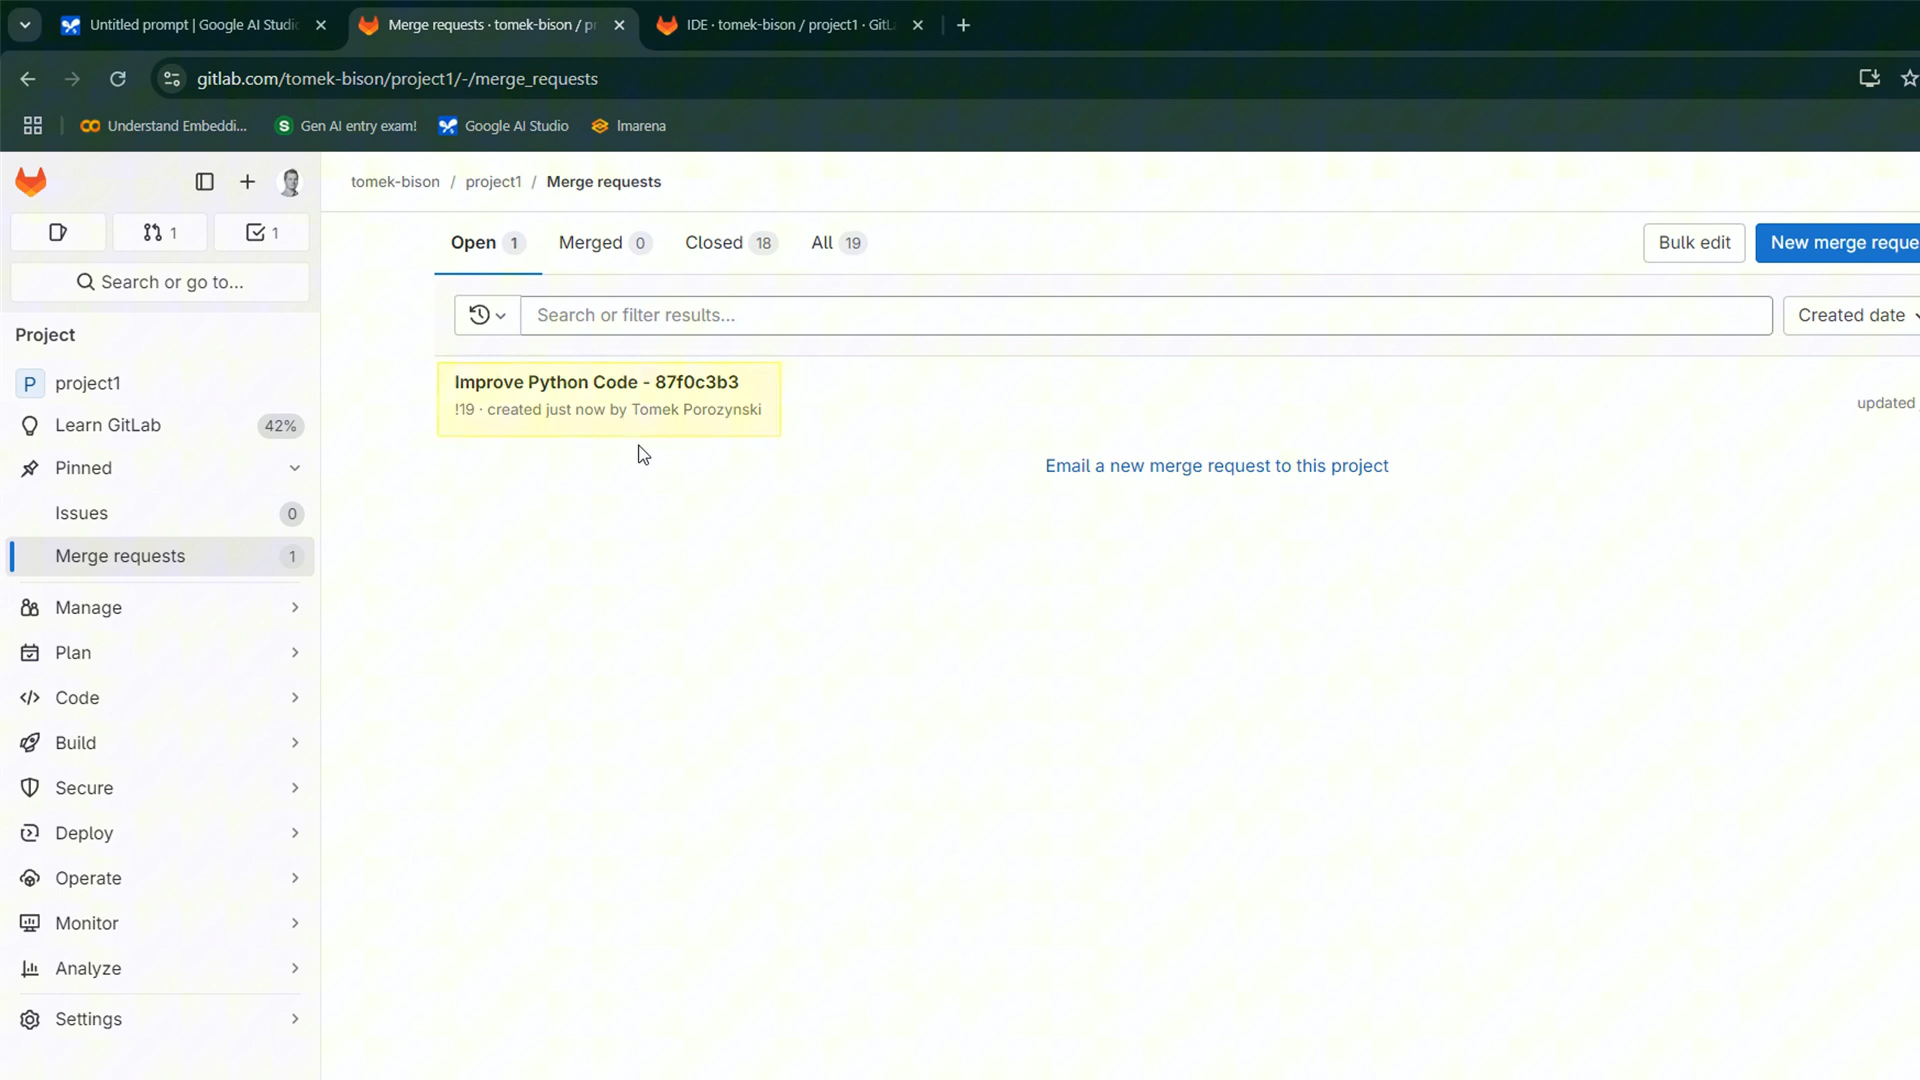 Untitled prompt | Google AI Studio
Merge requests · tomek-bison / pr
IDE · tomek-bison / project1 · GitLa
gitlab.com/tomek-bison/project1/-/merge_requests
Understand Embeddi...
S Gen AI entry exam!
Google AI Studio
lmarena
tomek-bison / project1 / Merge requests
1
1
Search or go to...
Project
P project1
Learn GitLab 42%
Pinned
Issues 0
Merge requests 1
Manage
Plan
Code
Build
Secure
Deploy
Operate
Monitor
Analyze
Settings
Open 1
Merged 0
Closed 18
All 19
Bulk edit
New merge reque
Search or filter results...
Created date
Improve Python Code - 87f0c3b3
!19 · created just now by Tomek Porozynski
updated
Email a new merge request to this project